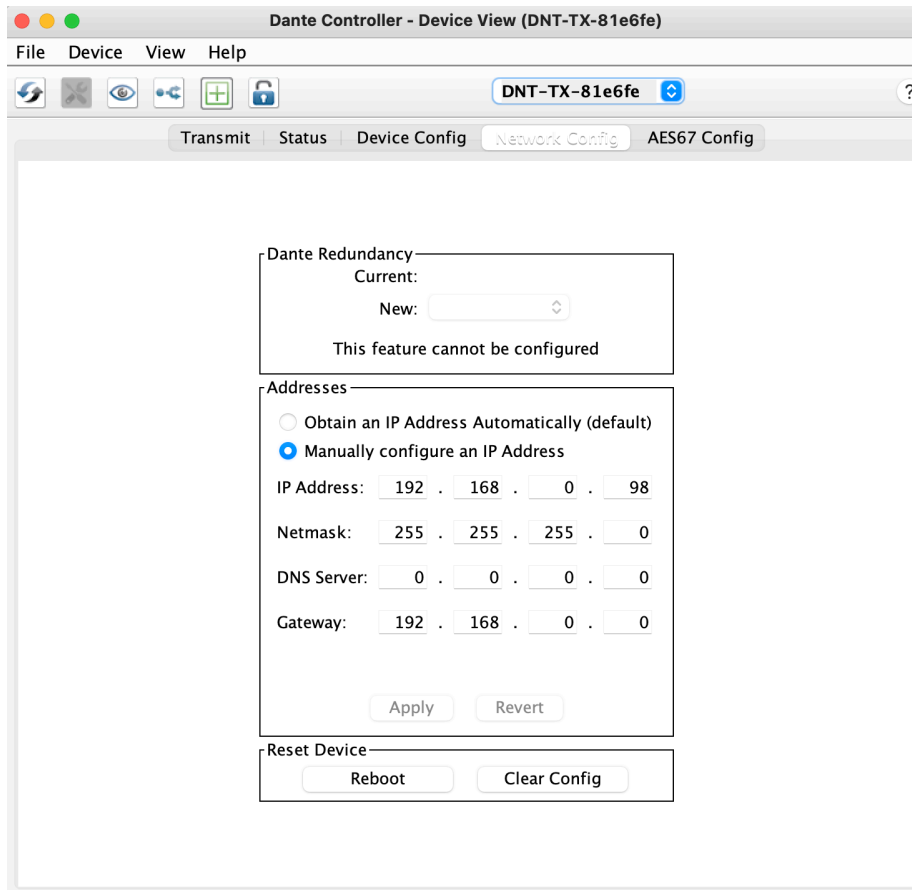 Dante Controller - Device View (DNT-TX-81e6fe)
File Device View Help
DNT-TX-81e6fe
?
Transmit Status Device Config Network Config AES67 Config
Dante Redundancy
Current:
New:
This feature cannot be configured
Addresses
Obtain an IP Address Automatically (default)
Manually configure an IP Address
IP Address: 192 . 168 . 0 . 98
Netmask: 255 . 255 . 255 . 0
DNS Server: 0 . 0 . 0 . 0
Gateway: 192 . 168 . 0 . 0
Apply Revert
Reset Device
Reboot Clear Config